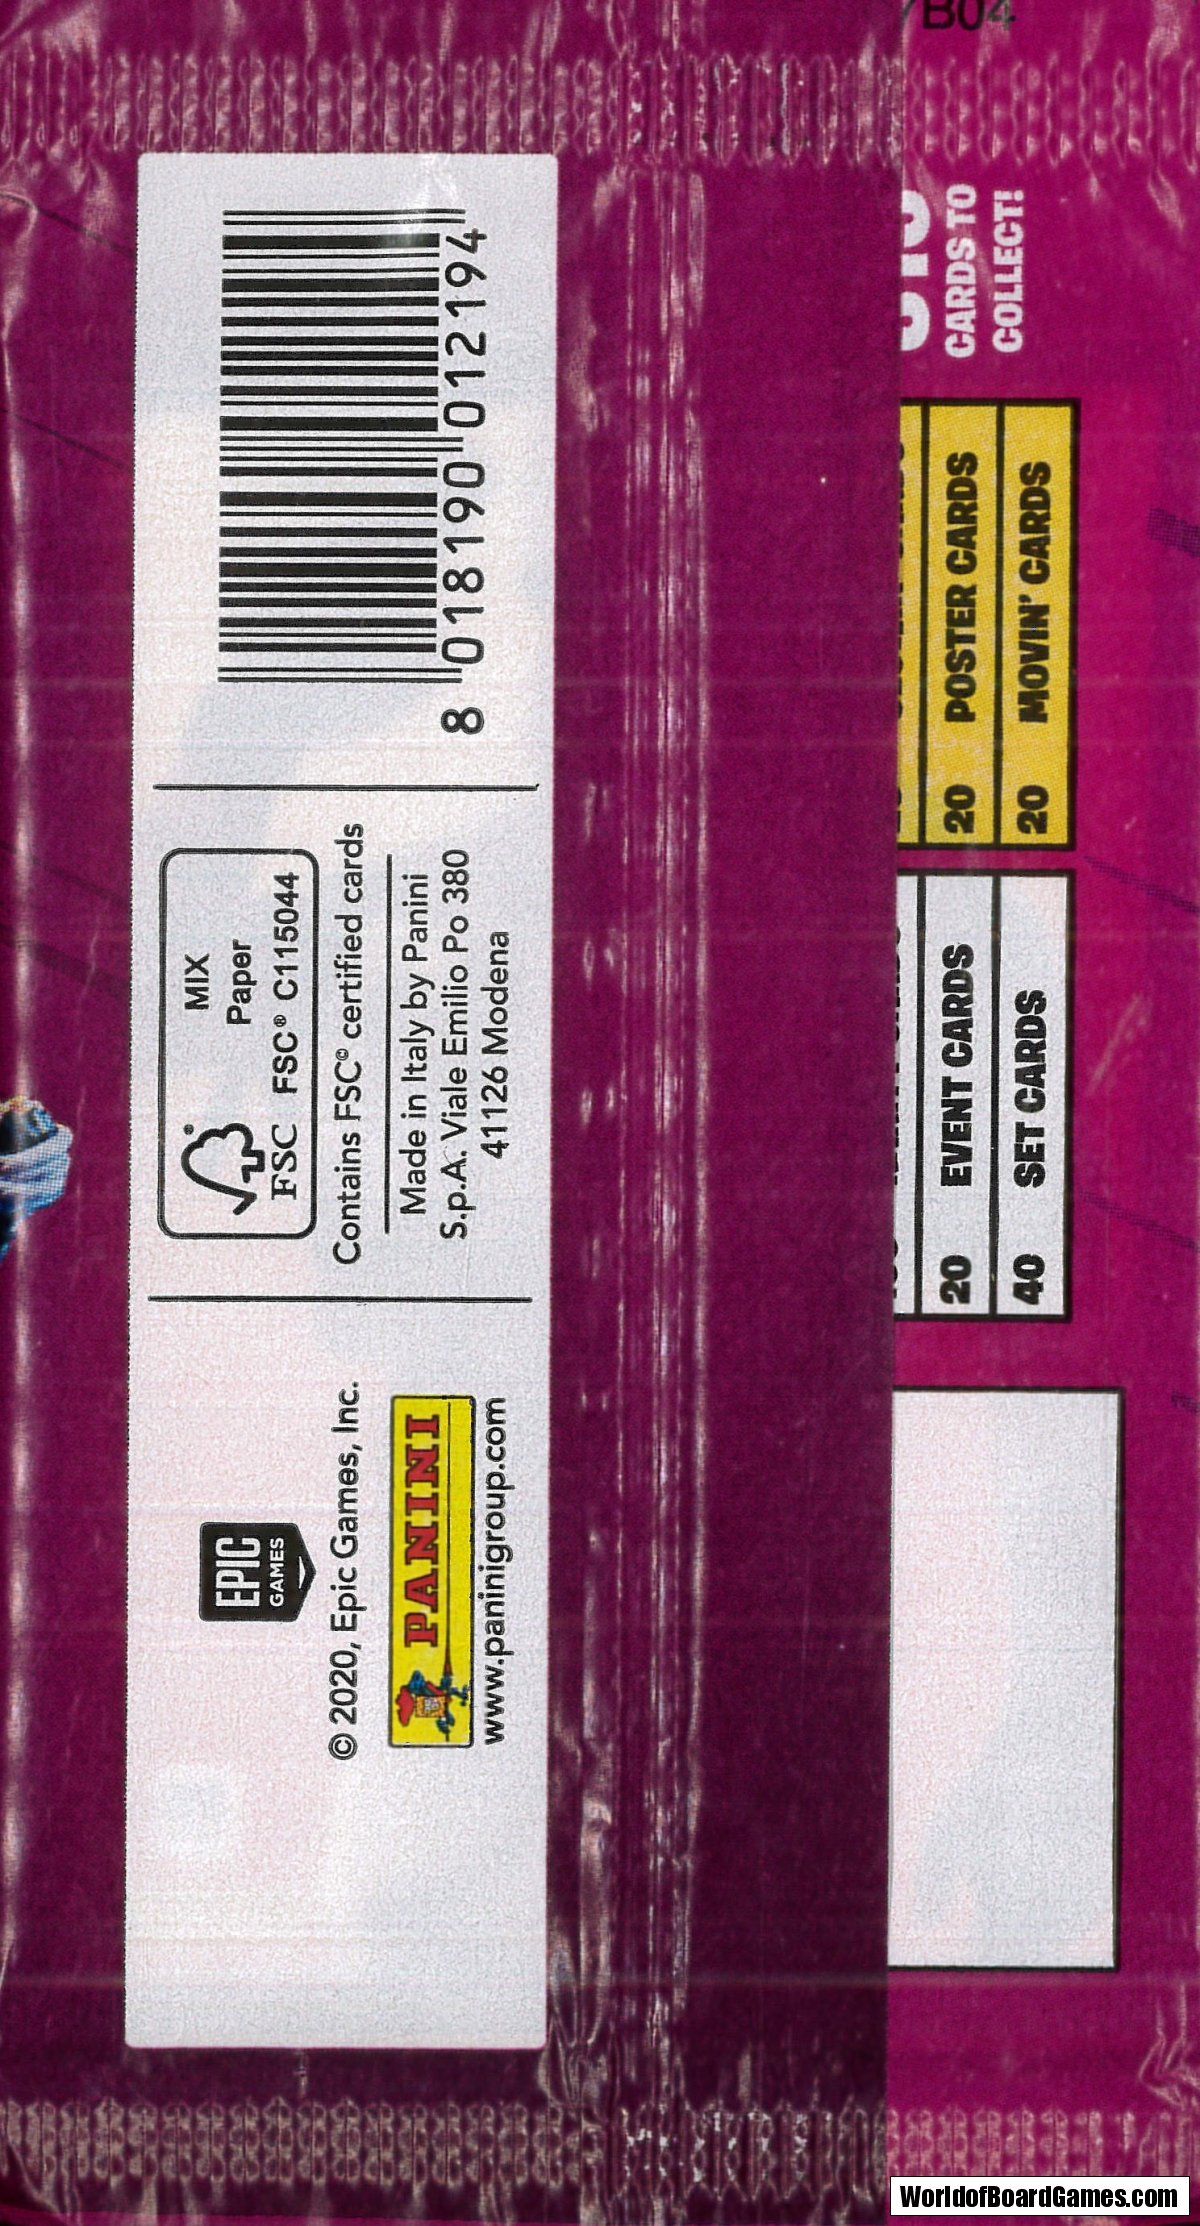 © 2020, Epic Games, Inc.
EPIC
GAMES
PANINI
www.paninigroup.com
MIX
Paper
FSC® C115044
FSC
Contains FSC® certified cards
Made in Italy by Panini
S.p.A. Viale Emilio Po 380
41126 Modena
8 018190 012194
20 EVENT CARDS
40 SET CARDS
20 POSTER CARDS
20 MOVIN' CARDS
CARDS TO
COLLECT!
B04
WorldofBoardGames.com